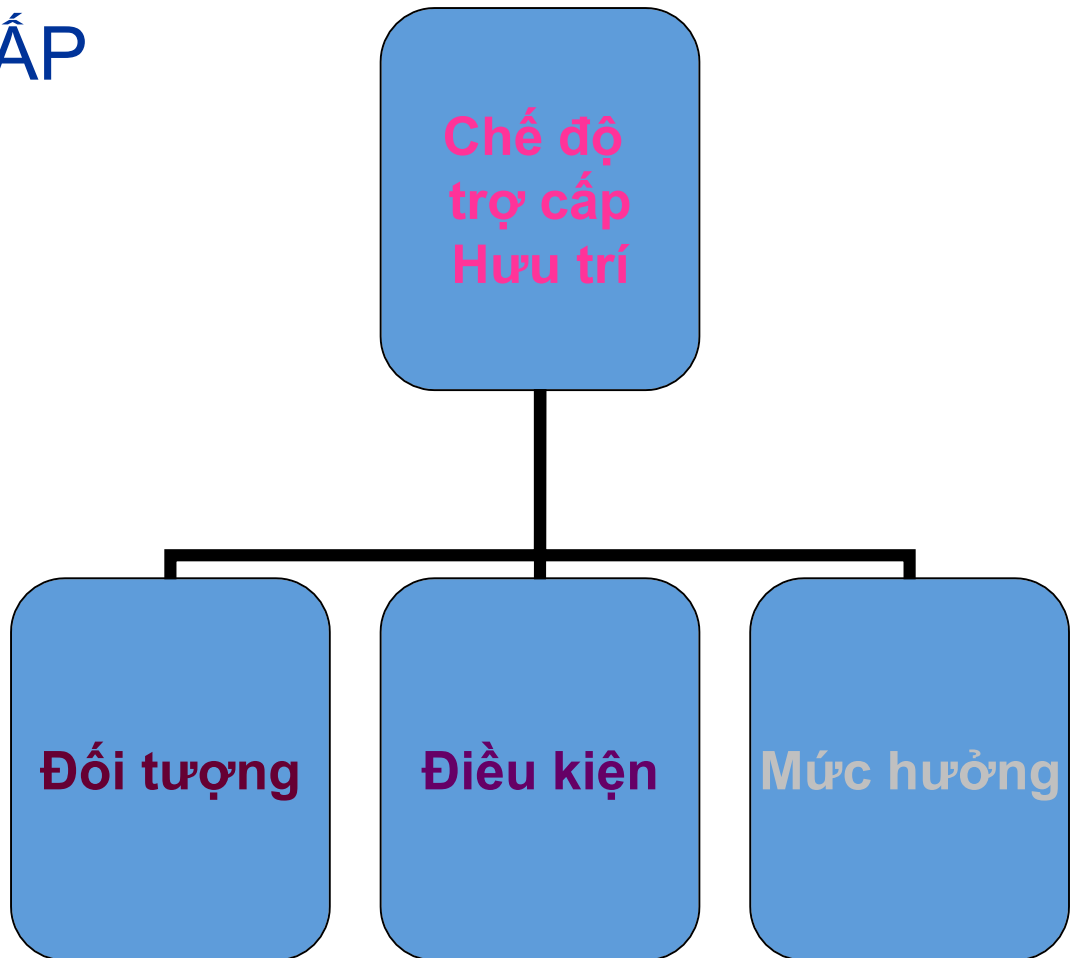 ẤP
Chế độ
trợ cấp
Hưu trí
Đối tượng
Điều kiện
Mức hưởng